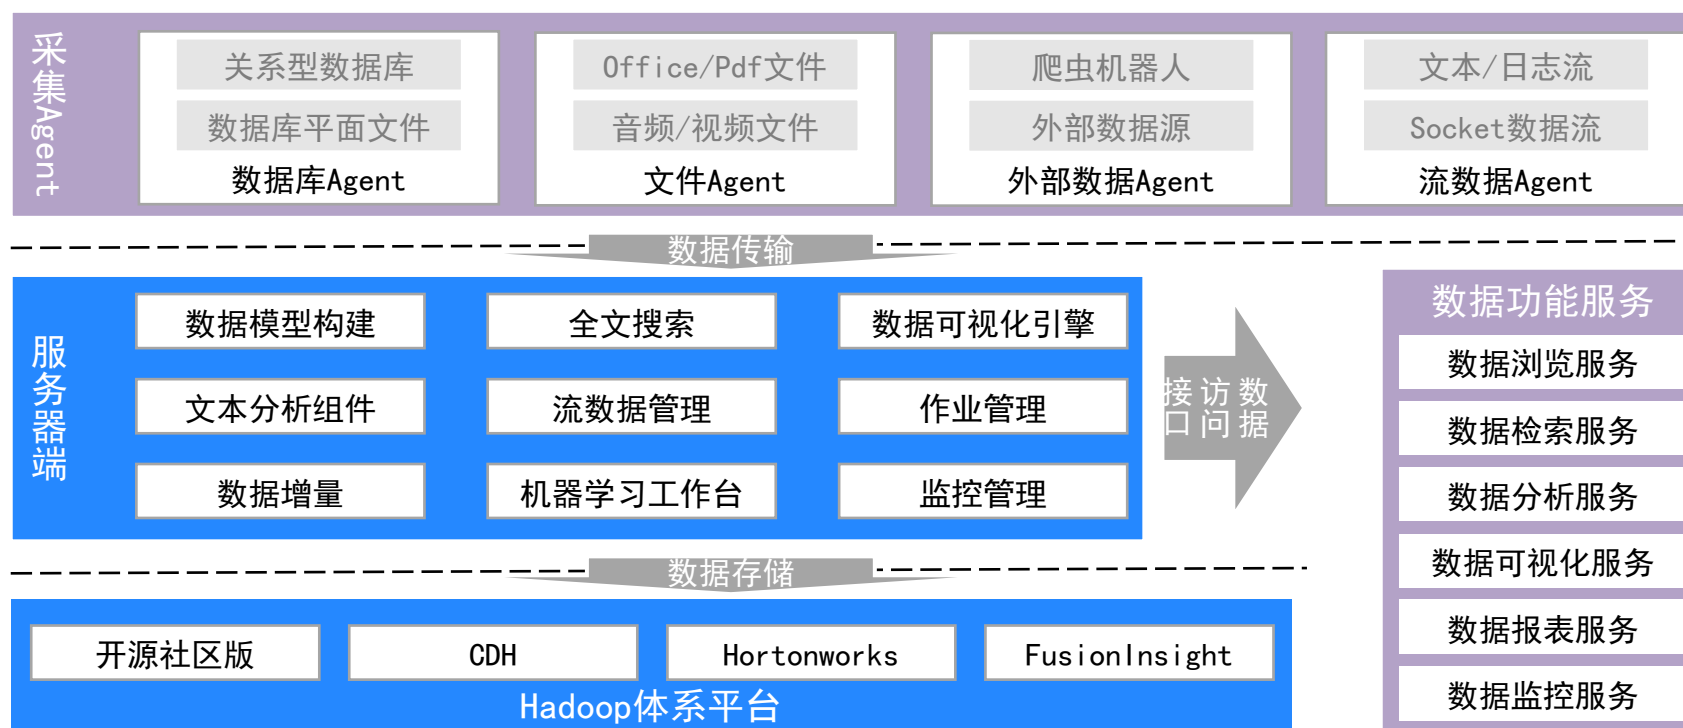 采集Agent
关系型数据库
数据库平面文件
数据库Agent
Office/Pdf文件
音频/视频文件
文件Agent
爬虫机器人
外部数据源
外部数据Agent
文本/日志流
Socket数据流
流数据Agent
数据传输
服务器端
数据模型构建
全文搜索
数据可视化引擎
文本分析组件
流数据管理
作业管理
数据增量
机器学习工作台
监控管理
数据
访问
接口
数据功能服务
数据浏览服务
数据检索服务
数据分析服务
数据可视化服务
数据报表服务
数据监控服务
数据存储
开源社区版
CDH
Hortonworks
FusionInsight
Hadoop体系平台